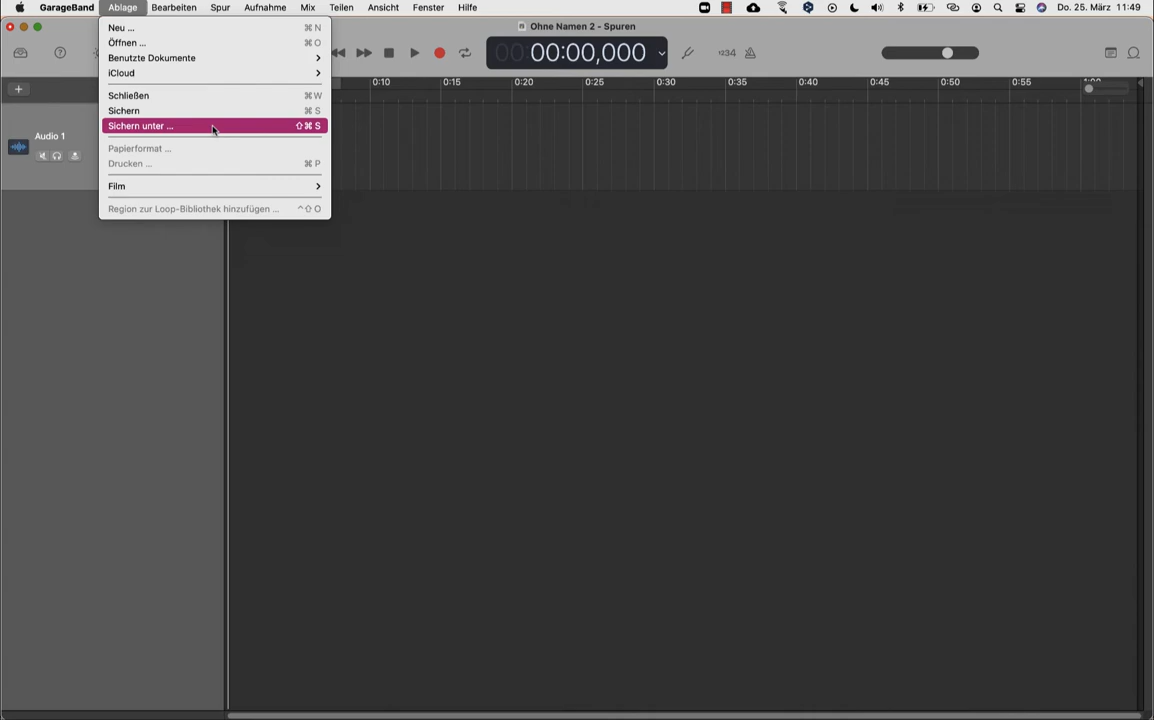 GarageBand Ablage Bearbeiten Spur Aufnahme Mix Teilen Ansicht Fenster Hilfe Do. 25. März 11:49
Ohne Namen 2 - Spuren
Neu ... ⌘N
Öffnen ... ⌘O
Benutzte Dokumente
iCloud
Schließen ⌘W
Sichern ⌘S
Sichern unter ... ⇧⌘S
Papierformat ...
Drucken ... ⌘P
Film
Region zur Loop-Bibliothek hinzufügen ... ^⇧O
00:00:00,000
1234
0:10 0:15 0:20 0:25 0:30 0:35 0:40 0:45 0:50 0:55
Audio 1